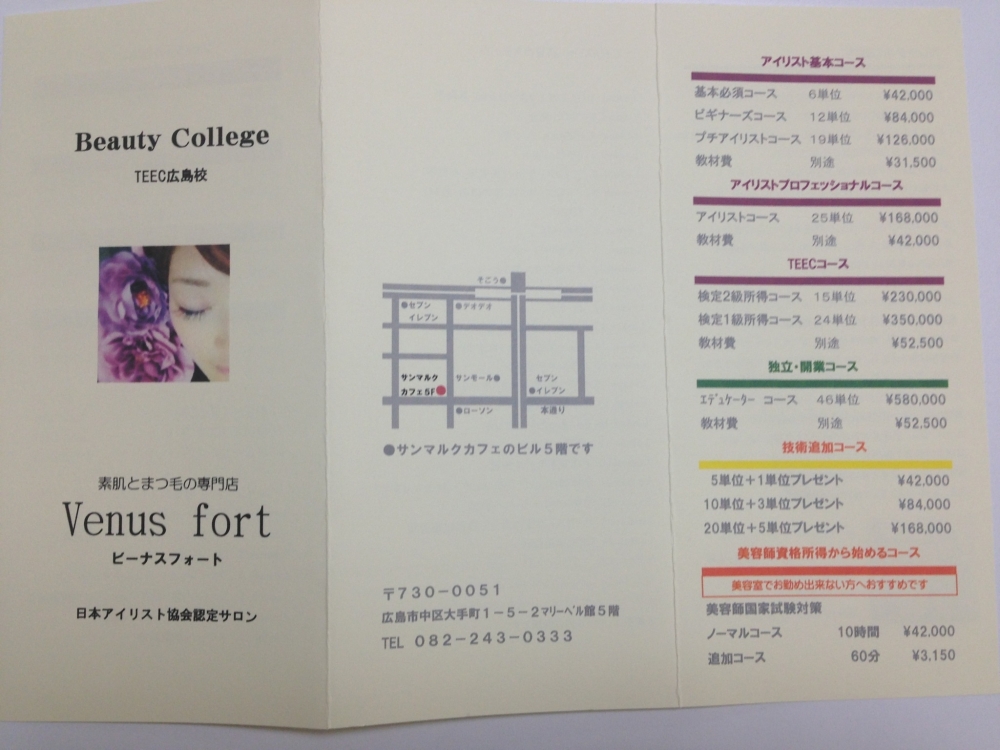 Beauty College
TEEC広島校
素肌とまつ毛の専門店
Venus fort
ビーナスフォート
日本アイリスト協会認定サロン
そごう●
●セブン
イレブン
●デオデオ
サンマルク
カフェ5F●
サンモール●
セブン
●イレブン
●ローソン
本通り
●サンマルクカフェのビル5階です
〒730-0051
広島市中区大手町1-5-2マリーベル館5階
TEL 082-243-0333
アイリスト基本コース
基本必須コース 6単位 ¥42,000
ビギナーズコース 12単位 ¥84,000
プチアイリストコース 19単位 ¥126,000
教材費 別途 ¥31,500
アイリストプロフェッショナルコース
アイリストコース 25単位 ¥168,000
教材費 別途 ¥42,000
TEECコース
検定2級所得コース 15単位 ¥230,000
検定1級所得コース 24単位 ¥350,000
教材費 別途 ¥52,500
独立・開業コース
ｴﾃﾞｭｹｰﾀｰ コース 46単位 ¥580,000
教材費 別途 ¥52,500
技術追加コース
5単位+1単位プレゼント ¥42,000
10単位+3単位プレゼント ¥84,000
20単位+5単位プレゼント ¥168,000
美容師資格所得から始めるコース
美容室でお勤め出来ない方へおすすめです
美容師国家試験対策
ノーマルコース 10時間 ¥42,000
追加コース 60分 ¥3,150